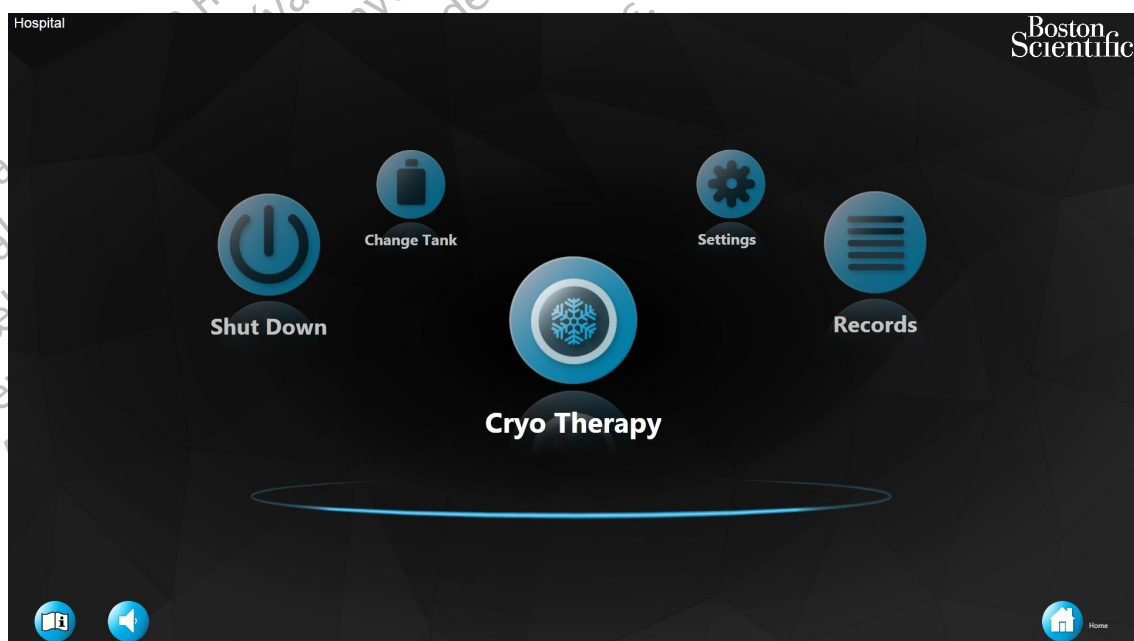 Hospital
Boston
Scientific
Change Tank
Settings
Shut Down
Records
Cryo Therapy
i
Home